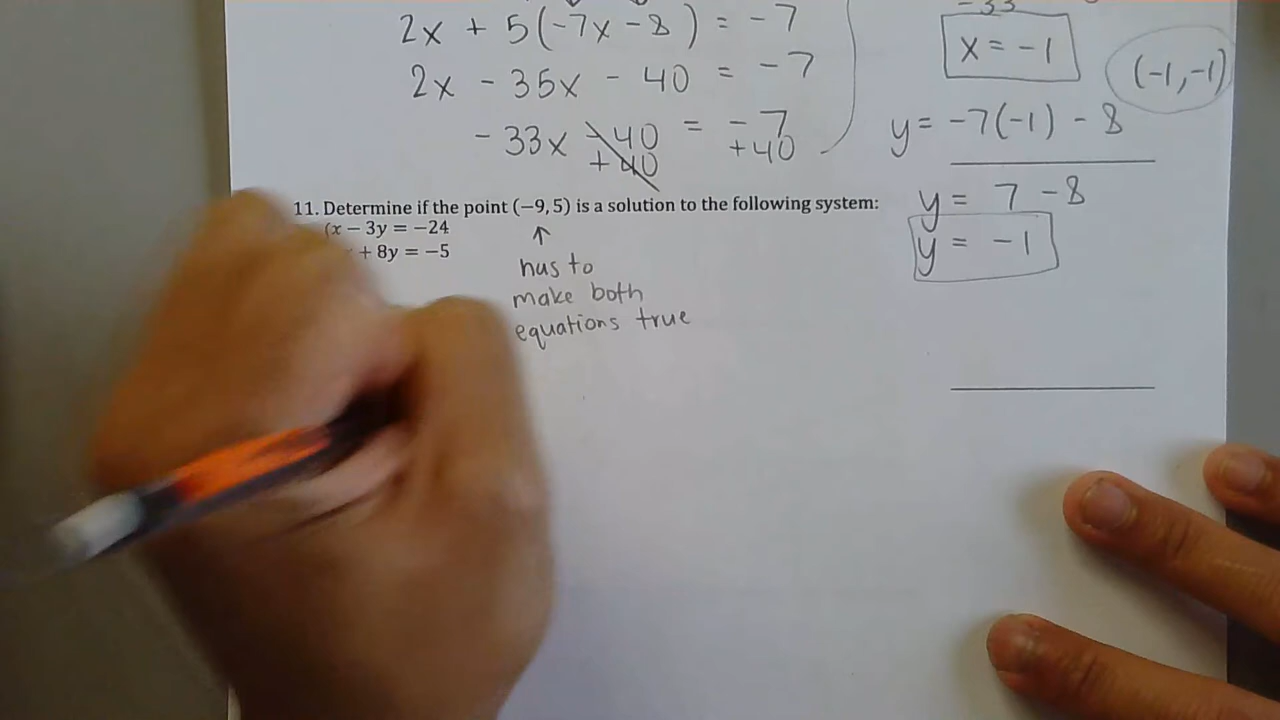 2x + 5(-7x - 8) = -7
2x - 35x - 40 = -7
-33x - 40 = -7
+40 +40
-33
x = -1
(-1, -1)
y = -7(-1) - 8
y = 7 - 8
y = -1
11. Determine if the point (−9, 5) is a solution to the following system:
x − 3y = −24
+ 8y = −5
↑
has to
make both
equations true